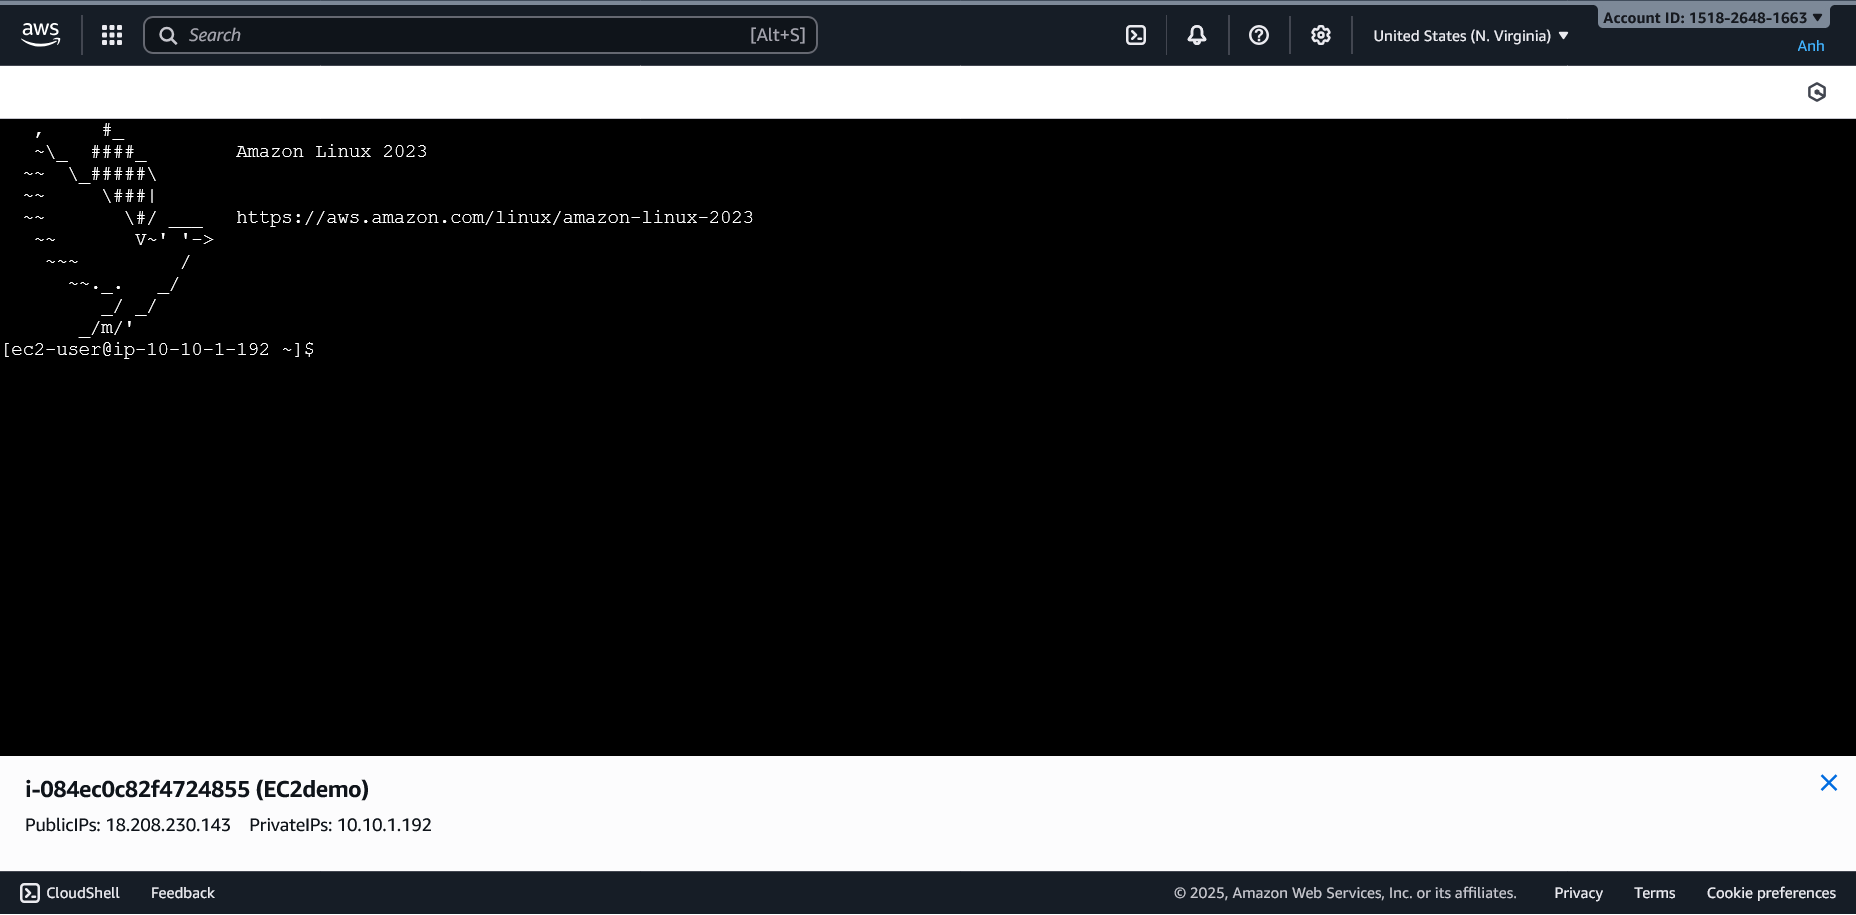 aws
Search [Alt+S]
United States (N. Virginia)
Account ID: 1518-2648-1663
Anh
   ,     #_
   ~\_  ####_        Amazon Linux 2023
  ~~  \_#####\
  ~~     \###|
  ~~       \#/ ___   https://aws.amazon.com/linux/amazon-linux-2023
   ~~       V~' '->
    ~~~         /
      ~~._.   _/
         _/ _/
       _/m/'
[ec2-user@ip-10-10-1-192 ~]$
i-084ec0c82f4724855 (EC2demo)
PublicIPs: 18.208.230.143 PrivateIPs: 10.10.1.192
CloudShell Feedback © 2025, Amazon Web Services, Inc. or its affiliates. Privacy Terms Cookie preferences